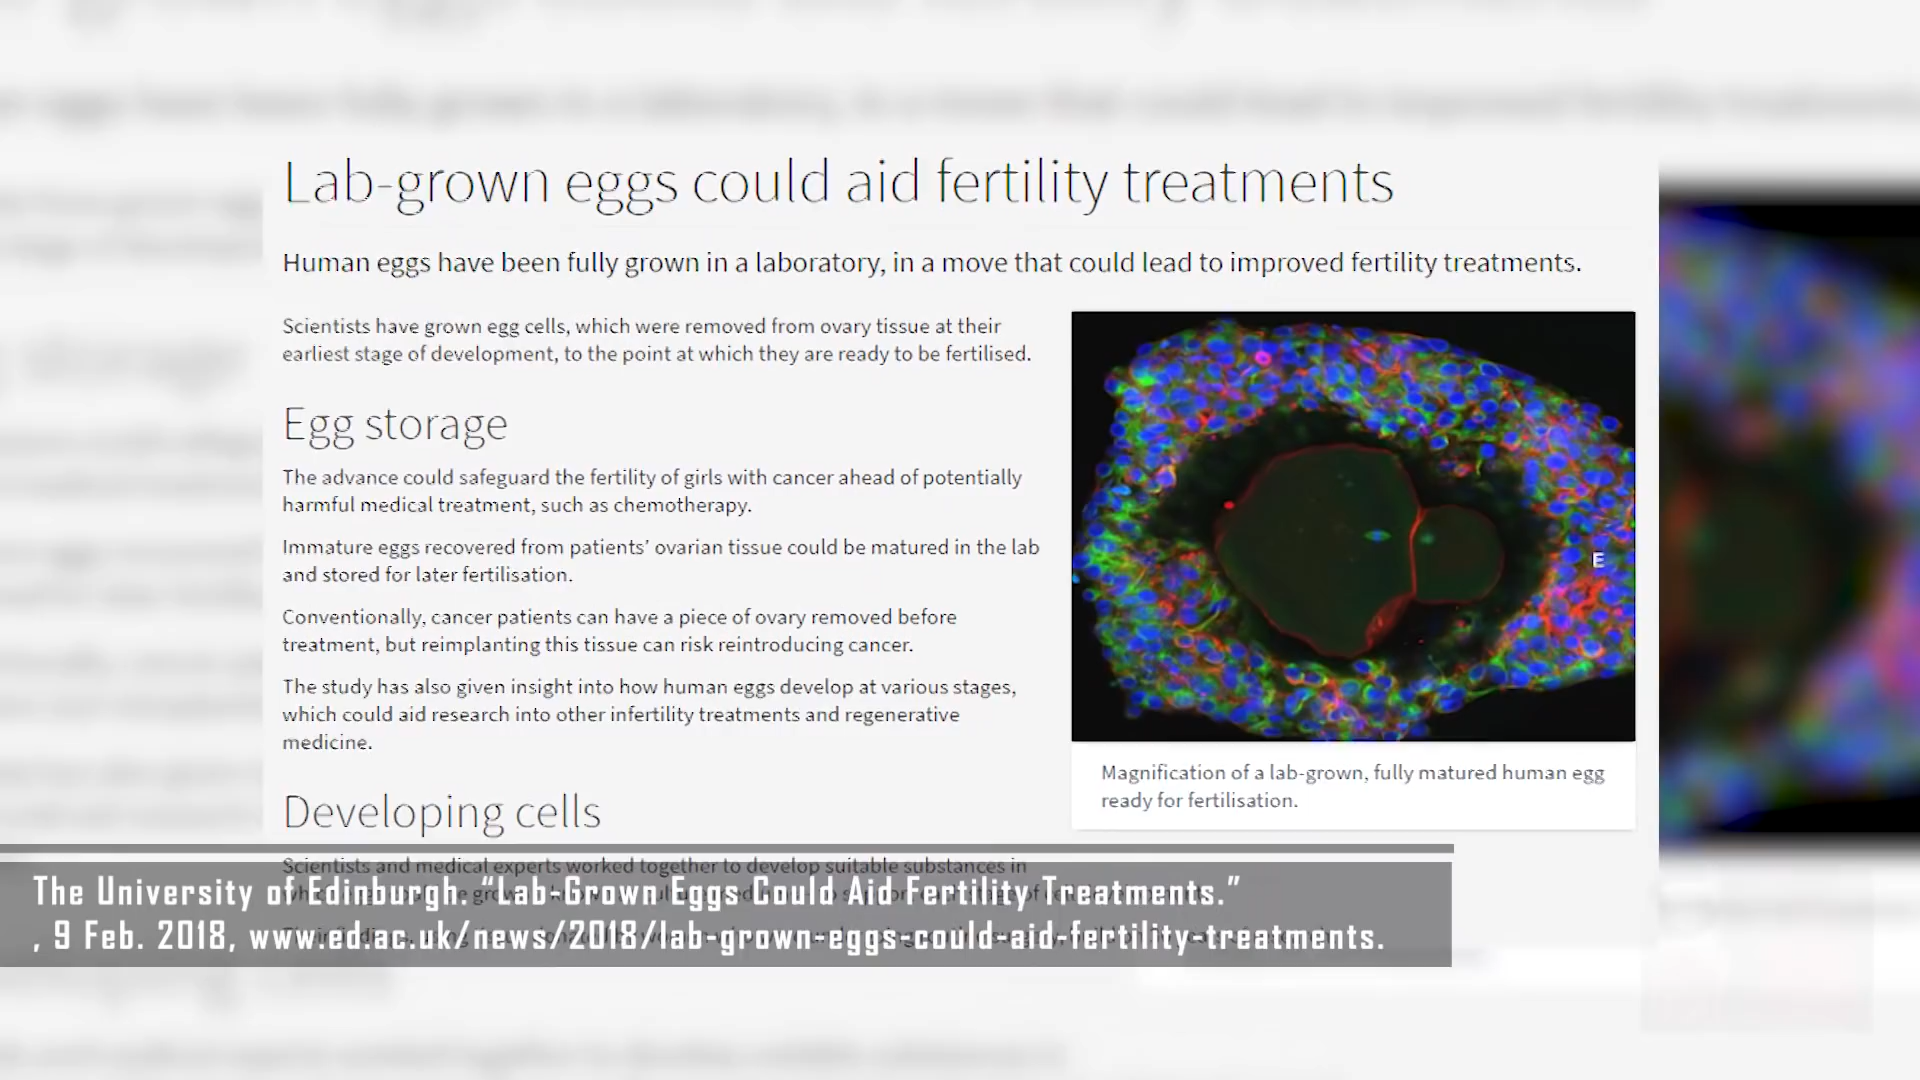 Lab-grown eggs could aid fertility treatments
Human eggs have been fully grown in a laboratory, in a move that could lead to improved fertility treatments.
Scientists have grown egg cells, which were removed from ovary tissue at their
earliest stage of development, to the point at which they are ready to be fertilised.
Egg storage
The advance could safeguard the fertility of girls with cancer ahead of potentially
harmful medical treatment, such as chemotherapy.
Immature eggs recovered from patients' ovarian tissue could be matured in the lab
and stored for later fertilisation.
Conventionally, cancer patients can have a piece of ovary removed before
treatment, but reimplanting this tissue can risk reintroducing cancer.
The study has also given insight into how human eggs develop at various stages,
which could aid research into other infertility treatments and regenerative
medicine.
E
Magnification of a lab-grown, fully matured human egg
ready for fertilisation.
Developing cells
Scientists and medical experts worked together to develop suitable substances in
The University of Edinburgh. “Lab-Grown Eggs Could Aid Fertility Treatments.”
, 9 Feb. 2018, www.ed.ac.uk/news/2018/lab-grown-eggs-could-aid-fertility-treatments.